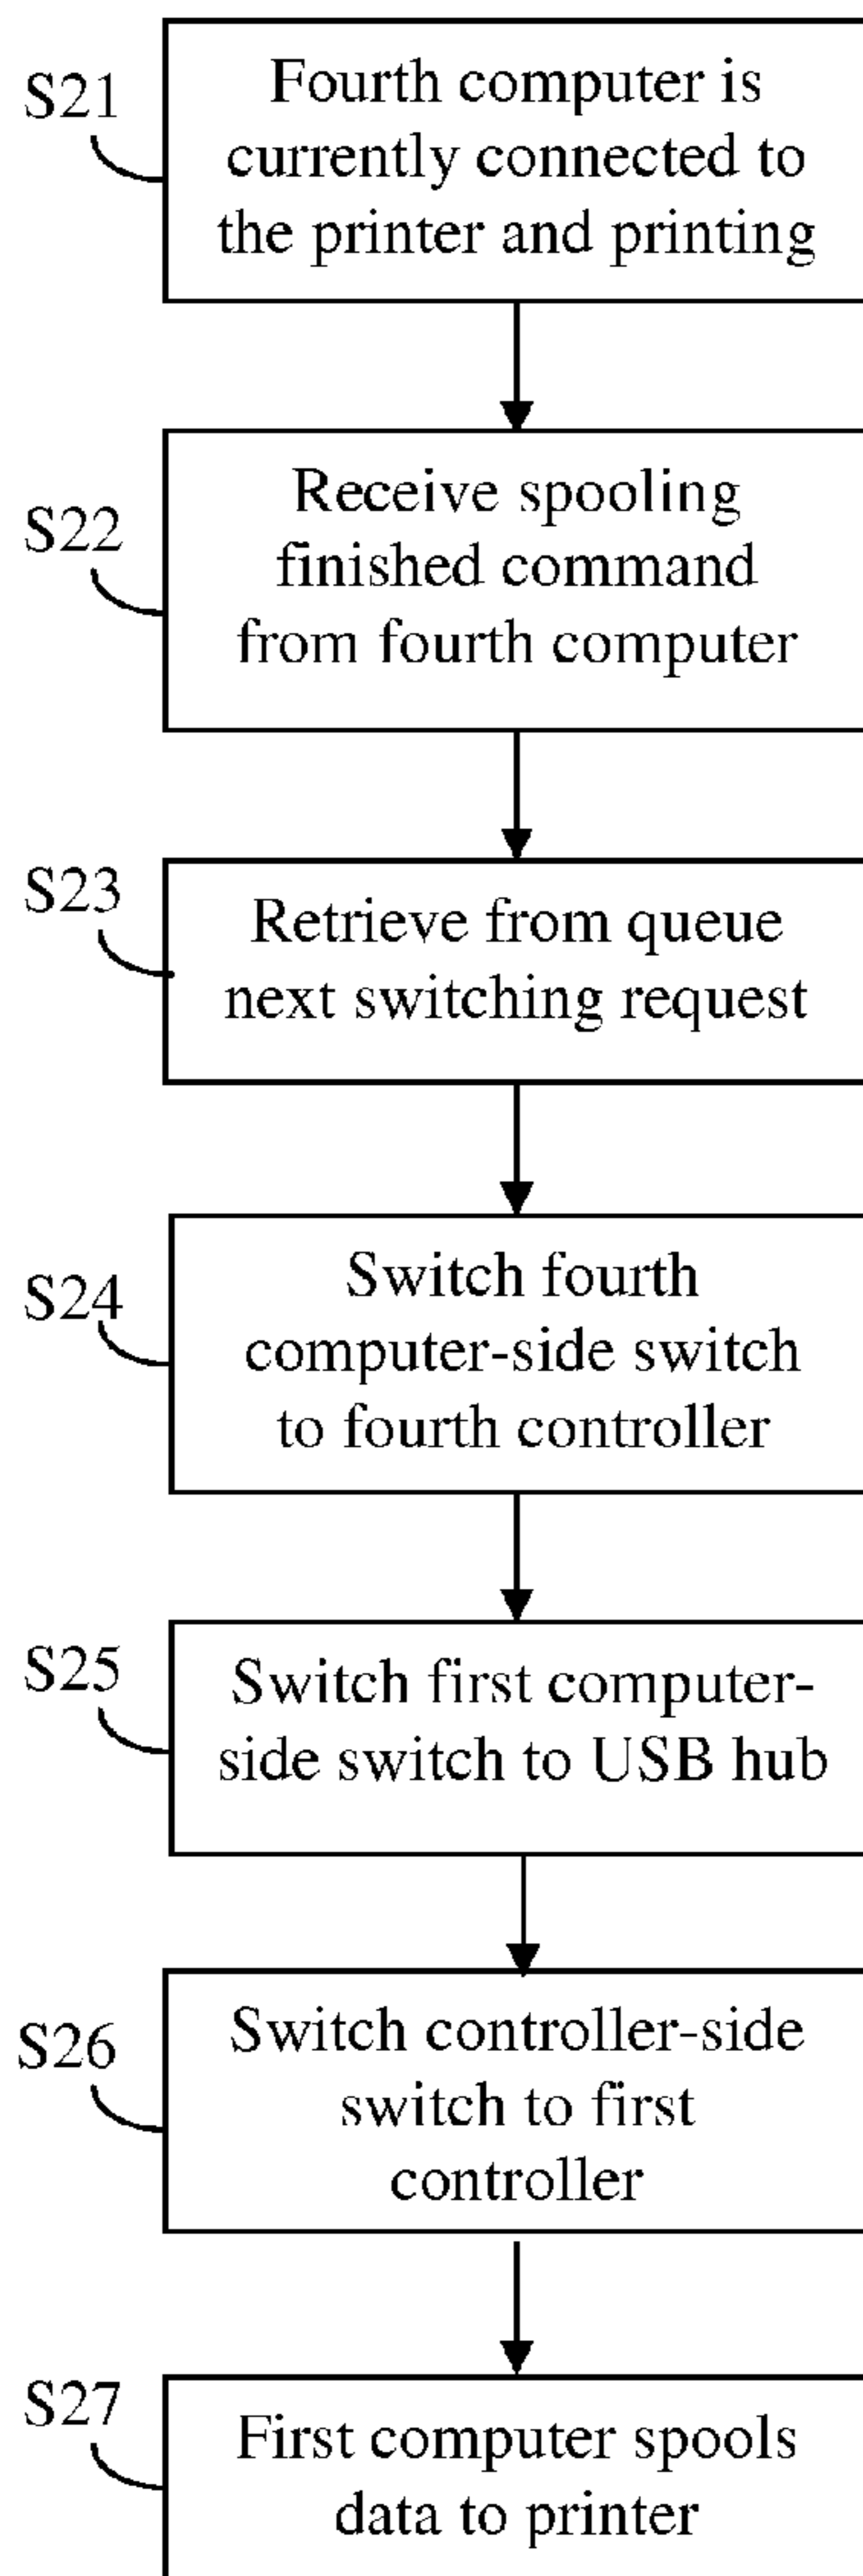 S21
Fourth computer is
currently connected to
the printer and printing
S22
Receive spooling
finished command
from fourth computer
S23
Retrieve from queue
next switching request
S24
Switch fourth
computer-side switch
to fourth controller
S25
Switch first computer-
side switch to USB hub
S26
Switch controller-side
switch to first
controller
S27
First computer spools
data to printer